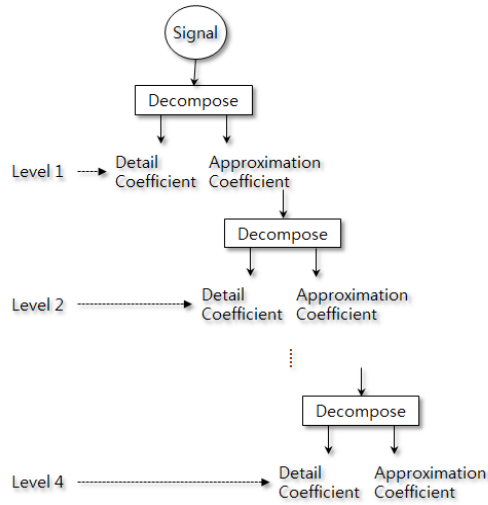 Signal
Decompose
Level 1
Detail
Coefficient
Approximation
Coefficient
Decompose
Level 2
Detail
Coefficient
Approximation
Coefficient
Decompose
Level 4
Detail
Coefficient
Approximation
Coefficient